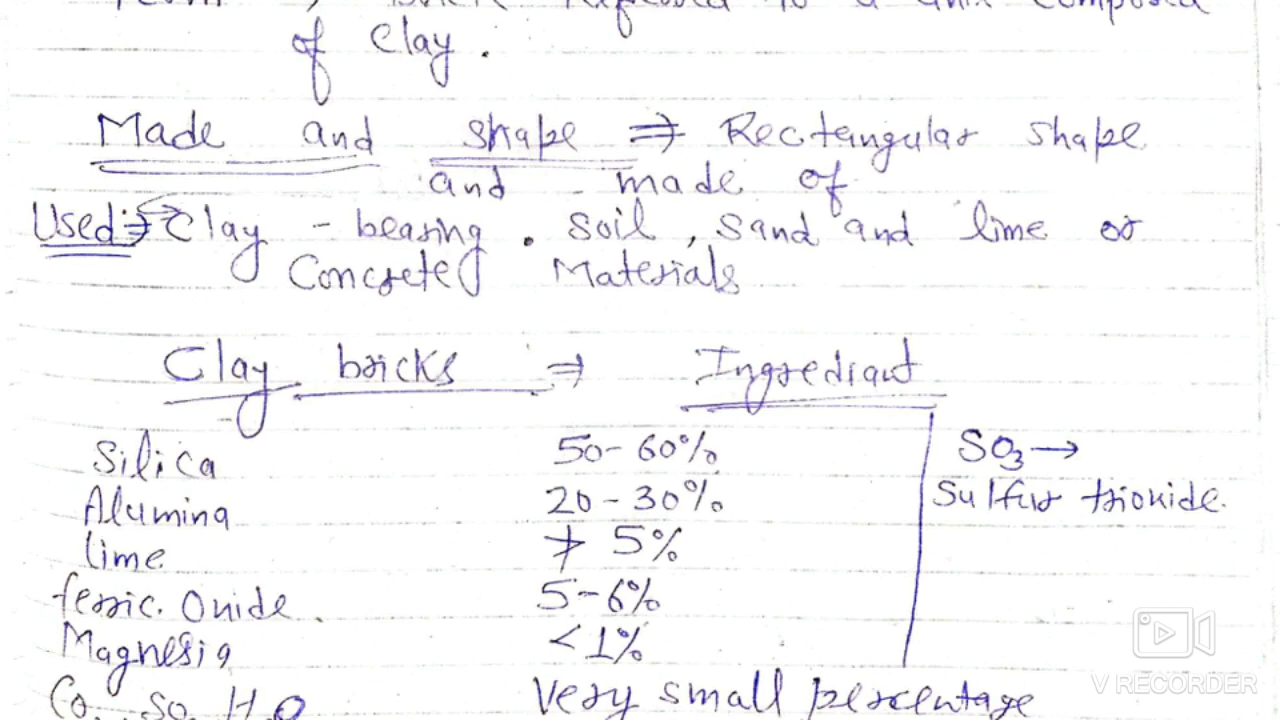 of Clay.
Made and shape ⇒ Rectangular shape
and made of
Used:⇒ Clay - bearing. Soil, Sand and lime or
Concrete Materials
Clay bricks ⇒ Ingrediant
Silica 50-60%
SO3→
Alumina 20-30%
Sulfur trioxide.
lime ≯ 5%
ferric. Oxide. 5-6%
Magnesia <1%
Very small percentage
V RECORDER